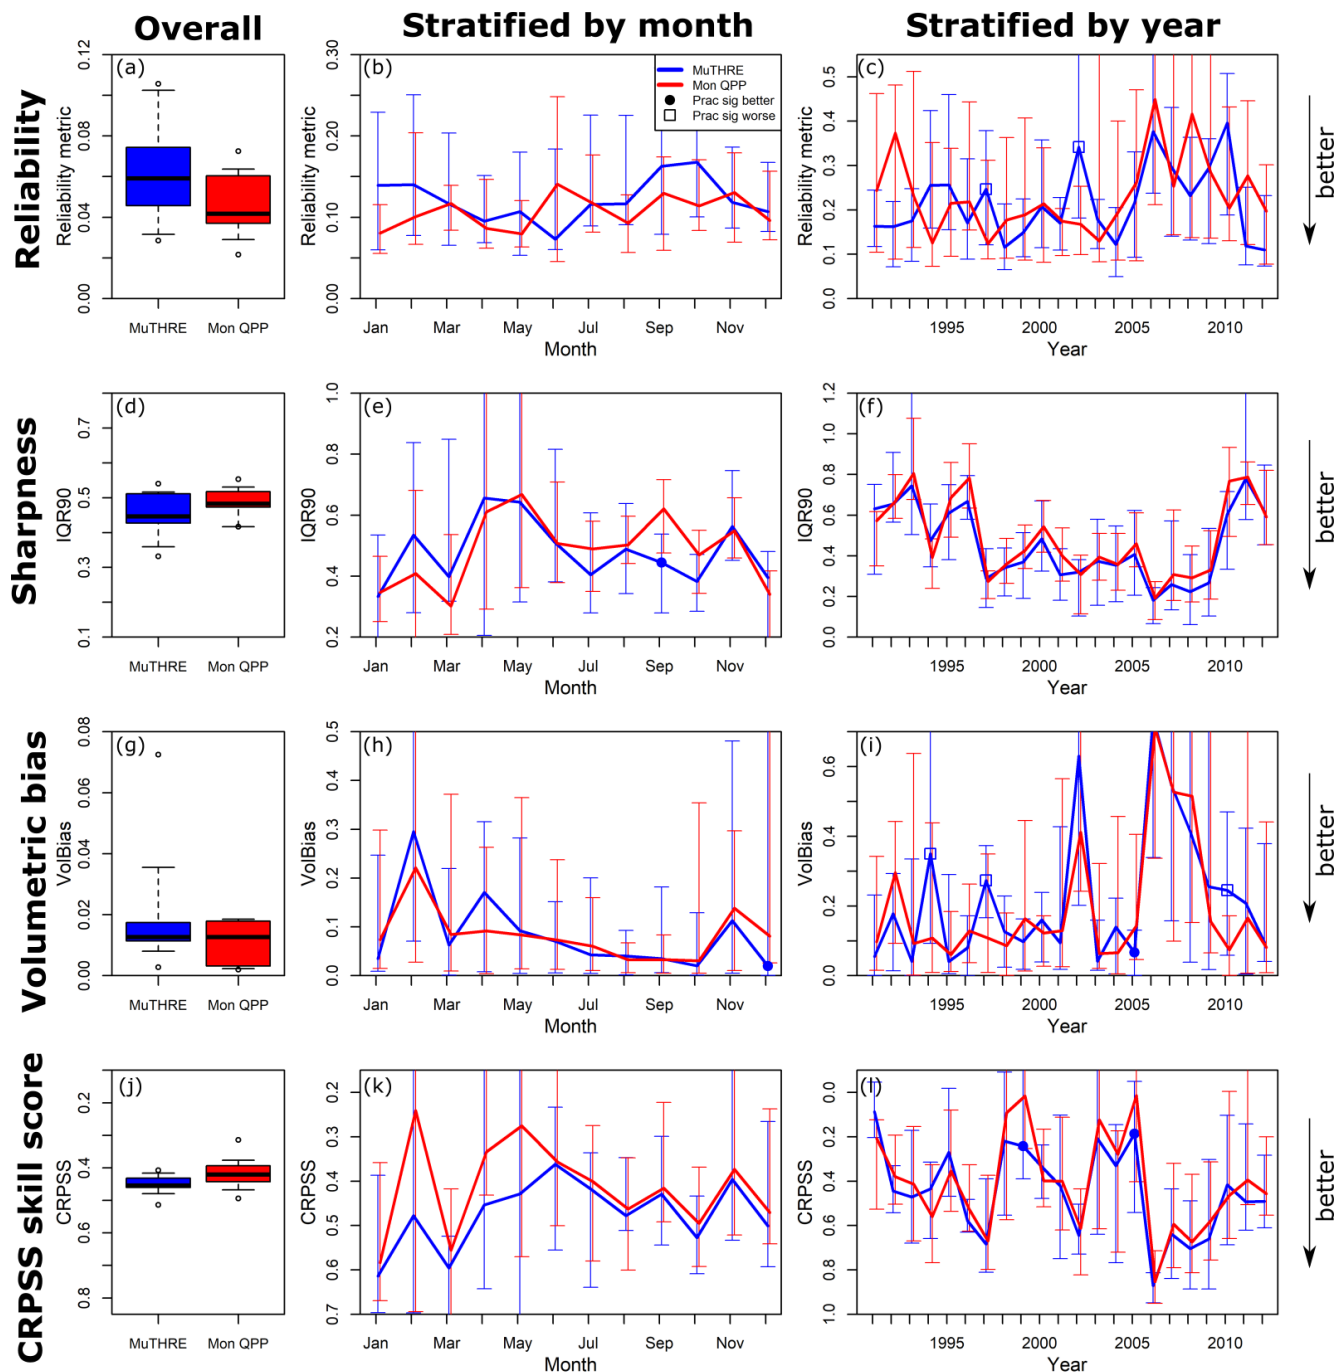 Overall
Stratified by month
Stratified by year
Reliability
Reliability metric
0.00
0.04
0.08
0.12
(a)
MuTHRE
Mon QPP
Reliability metric
0.00
0.10
0.20
0.30
(b)
MuTHRE
Mon QPP
Prac sig better
Prac sig worse
Jan
Mar
May
Jul
Sep
Nov
Month
0.0
0.1
0.2
0.3
0.4
0.5
Reliability metric
(c)
1995
2000
2005
2010
Year
better
Sharpness
IQR90
0.1
0.3
0.5
0.7
(d)
MuTHRE
Mon QPP
IQR90
0.2
0.4
0.6
0.8
1.0
(e)
Jan
Mar
May
Jul
Sep
Nov
Month
IQR90
0.0
0.2
0.4
0.6
0.8
1.0
1.2
(f)
1995
2000
2005
2010
Year
better
Volumetric bias
VolBias
0.00
0.02
0.04
0.06
0.08
(g)
MuTHRE
Mon QPP
VolBias
0.0
0.1
0.2
0.3
0.4
0.5
(h)
Jan
Mar
May
Jul
Sep
Nov
Month
VolBias
0.0
0.2
0.4
0.6
(i)
1995
2000
2005
2010
Year
better
CRPSS skill score
CRPSS
0.8
0.6
0.4
0.2
(j)
MuTHRE
Mon QPP
CRPSS
0.7
0.6
0.5
0.4
0.3
0.2
(k)
Jan
Mar
May
Jul
Sep
Nov
Month
CRPSS
1.0
0.8
0.6
0.4
0.2
0.0
(l)
1995
2000
2005
2010
Year
better